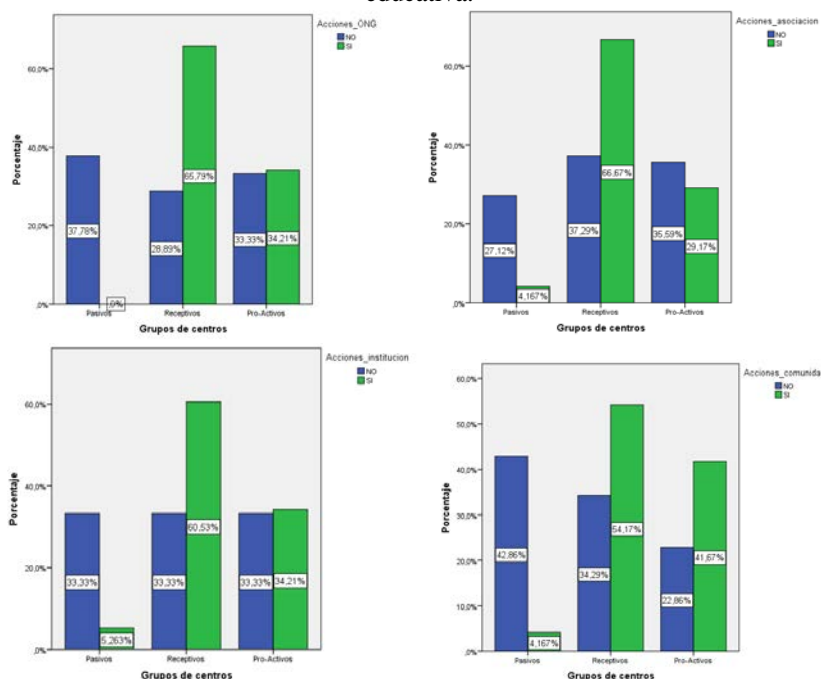 Acciones_ONG
NO
SI
Porcentaje
60,0%
40,0%
20,0%
,0%
37,78%
,0%
28,89%
65,79%
33,33%
34,21%
Pasivos
Receptivos
Pro-Activos
Grupos de centros
Acciones_asociacion
NO
SI
Porcentaje
60,0%
40,0%
20,0%
,0%
27,12%
4,167%
37,29%
66,67%
35,59%
29,17%
Pasivos
Receptivos
Pro-Activos
Grupos de centros
Acciones_institucion
NO
SI
Porcentaje
60,0%
40,0%
20,0%
,0%
33,33%
5,263%
33,33%
60,53%
33,33%
34,21%
Pasivos
Receptivos
Pro-Activos
Grupos de centros
Acciones_comunida
NO
SI
Porcentaje
60,0%
50,0%
40,0%
30,0%
20,0%
10,0%
,0%
42,86%
4,167%
34,29%
54,17%
22,86%
41,67%
Pasivos
Receptivos
Pro-Activos
Grupos de centros